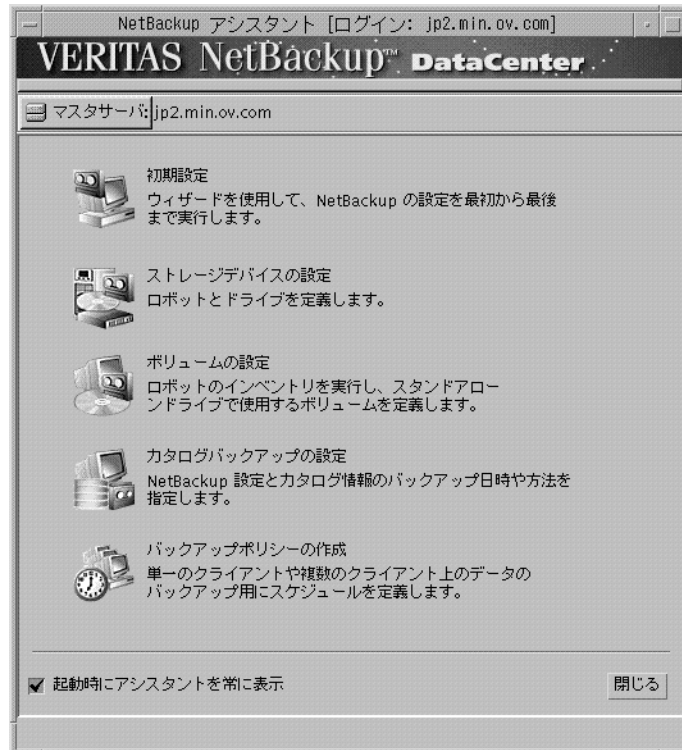 NetBackup アシスタント [ログイン: jp2.min.ov.com]
VERITAS NetBackup™ DataCenter
マスタサーバ: jp2.min.ov.com
初期設定
ウィザードを使用して、NetBackup の設定を最初から最後
まで実行します。
ストレージデバイスの設定
ロボットとドライブを定義します。
ボリュームの設定
ロボットのインベントリを実行し、スタンドアロー
ンドライブで使用するボリュームを定義します。
カタログバックアップの設定
NetBackup 設定とカタログ情報のバックアップ日時や方法を
指定します。
バックアップポリシーの作成
単一のクライアントや複数のクライアント上のデータの
バックアップ用にスケジュールを定義します。
起動時にアシスタントを常に表示
閉じる